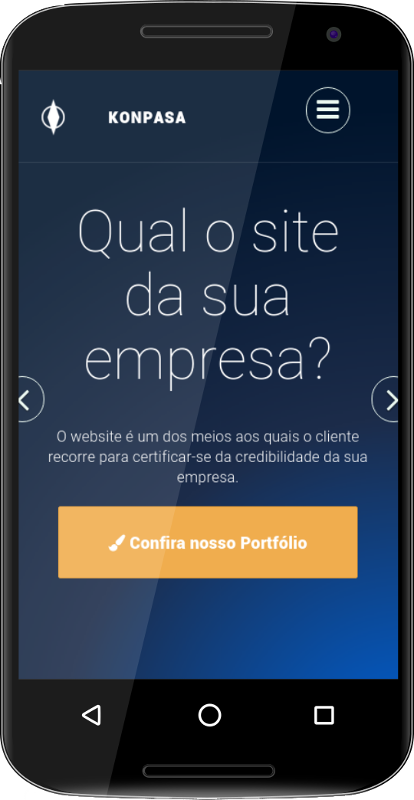 KONPASA
Qual o site
da sua
empresa?
O website é um dos meios aos quais o cliente
recorre para certificar-se da credibilidade da sua
empresa.
Confira nosso Portfólio